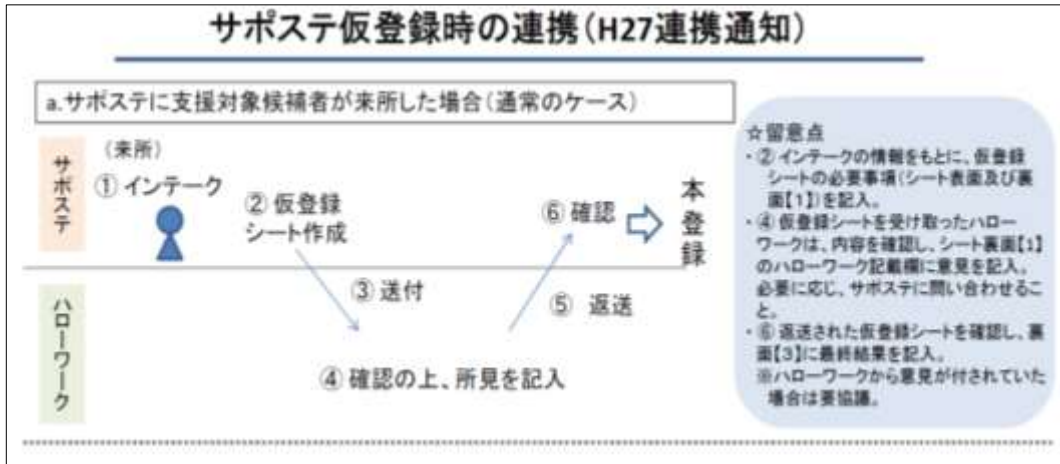 サポステ仮登録時の連携(H27連携通知)
a.サポステに支援対象候補者が来所した場合(通常のケース)
サポステ
(来所)
① インテーク
② 仮登録
シート作成
③ 送付
④ 確認の上、所見を記入
⑤ 返送
⑥ 確認
本登録
ハローワーク
☆留意点
・② インテークの情報をもとに、仮登録
シートの必要事項(シート表面及び裏
面【1】)を記入。
・④ 仮登録シートを受け取ったハロー
ワークは、内容を確認し、シート裏面【1】
のハローワーク記載欄に意見を記入。
必要に応じ、サポステに問い合わせるこ
と。
・⑥ 返送された仮登録シートを確認し、裏
面【3】に最終結果を記入。
※ハローワークから意見が付されていた
場合は要協議。